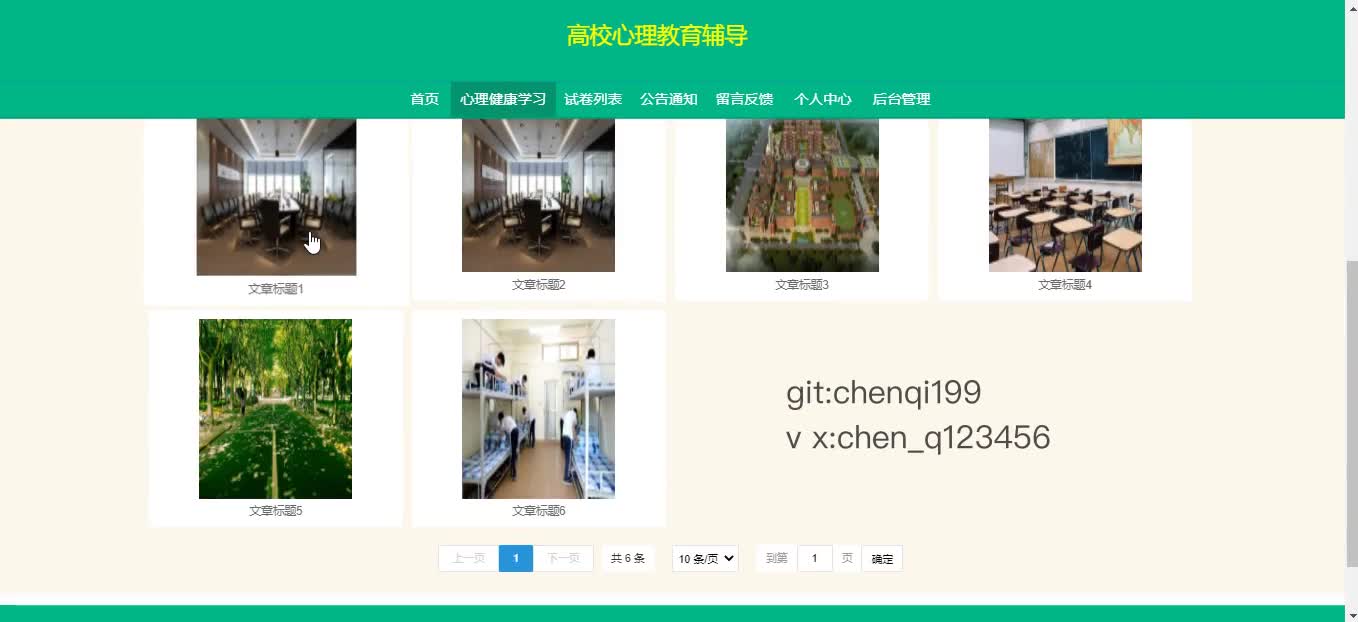 高校心理教育辅导
首页 心理健康学习 试卷列表 公告通知 留言反馈 个人中心 后台管理
文章标题1 文章标题2 文章标题3 文章标题4
git:chenqi199
v x:chen_q123456
文章标题5 文章标题6
上一页 1 下一页 共 6 条 10 条/页 到第 1 页 确定